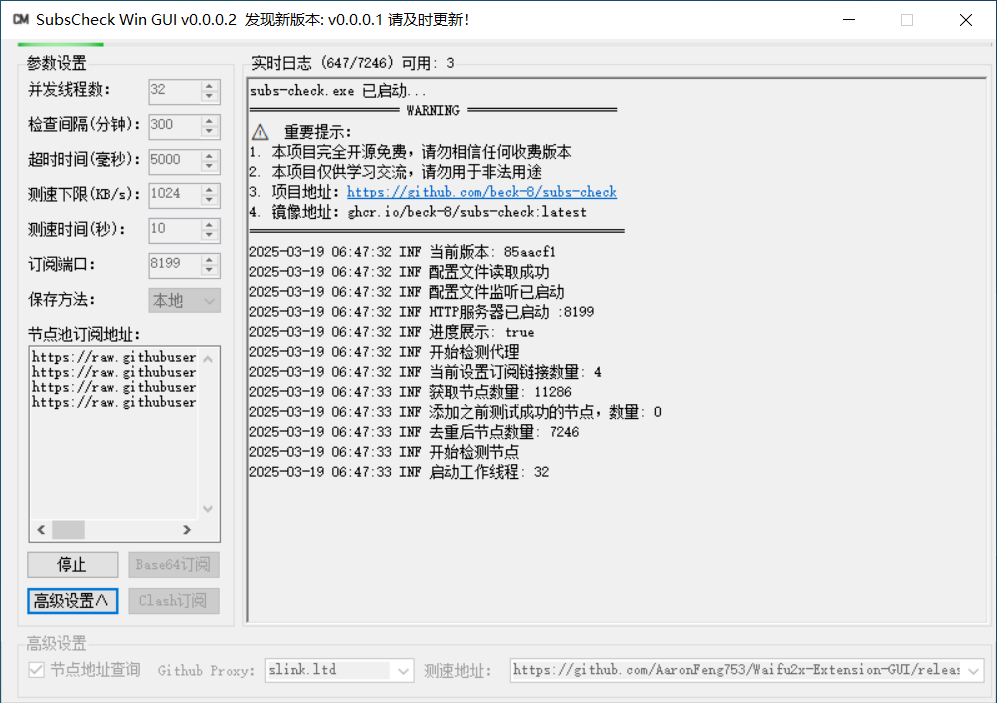 CM SubsCheck Win GUI v0.0.0.2 发现新版本: v0.0.0.1 请及时更新!
参数设置
并发线程数: 32
检查间隔(分钟): 300
超时时间(毫秒): 5000
测速下限(KB/s): 1024
测速时间(秒): 10
订阅端口: 8199
保存方法: 本地
节点池订阅地址:
https://raw.githubuser
https://raw.githubuser
https://raw.githubuser
https://raw.githubuser
停止 Base64订阅
高级设置∧ Clash订阅
实时日志 (647/7246) 可用: 3
subs-check.exe 已启动...
════════════════════ WARNING ════════════════════
⚠ 重要提示:
1. 本项目完全开源免费，请勿相信任何收费版本
2. 本项目仅供学习交流，请勿用于非法用途
3. 项目地址: https://github.com/beck-8/subs-check
4. 镜像地址: ghcr.io/beck-8/subs-check:latest
2025-03-19 06:47:32 INF 当前版本: 85aacf1
2025-03-19 06:47:32 INF 配置文件读取成功
2025-03-19 06:47:32 INF 配置文件监听已启动
2025-03-19 06:47:32 INF HTTP服务器已启动 :8199
2025-03-19 06:47:32 INF 进度展示: true
2025-03-19 06:47:32 INF 开始检测代理
2025-03-19 06:47:32 INF 当前设置订阅链接数量: 4
2025-03-19 06:47:33 INF 获取节点数量: 11286
2025-03-19 06:47:33 INF 添加之前测试成功的节点，数量: 0
2025-03-19 06:47:33 INF 去重后节点数量: 7246
2025-03-19 06:47:33 INF 开始检测节点
2025-03-19 06:47:33 INF 启动工作线程: 32
高级设置
节点地址查询 Github Proxy: slink.ltd 测速地址: https://github.com/AaronFeng753/Waifu2x-Extension-GUI/releas